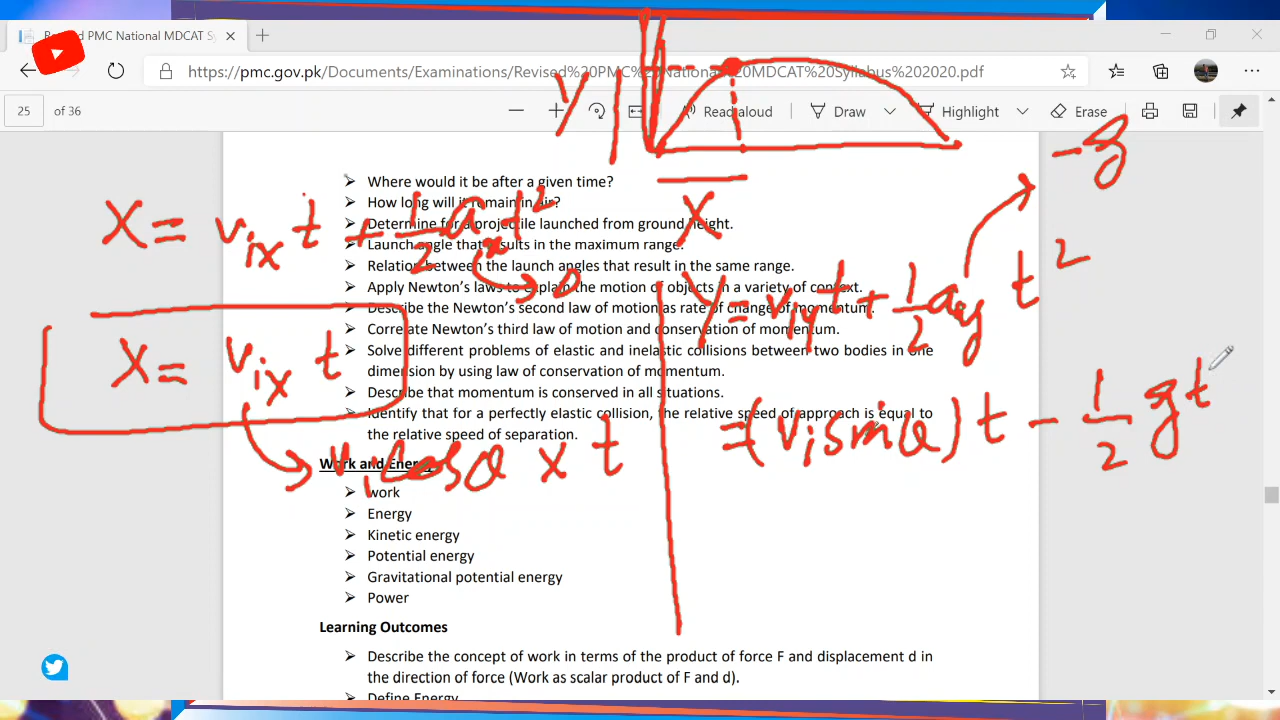 Revised PMC National MDCAT Sy
https://pmc.gov.pk/Documents/Examinations/Revised%20PMC%20National%20MDCAT%20Syllabus%202020.pdf
25 of 36
Read aloud Draw Highlight Erase
Y
X
-g
Where would it be after a given time?
How long will it remain in air?
Determine for a projectile launched from ground height.
Launch angle that results in the maximum range.
Relation between the launch angles that result in the same range.
Apply Newton's laws to explain the motion of objects in a variety of context.
Describe the Newton's second law of motion as rate of change of momentum.
Correlate Newton's third law of motion and conservation of momentum.
Solve different problems of elastic and inelastic collisions between two bodies in one
dimension by using law of conservation of momentum.
Describe that momentum is conserved in all situations.
Identify that for a perfectly elastic collision, the relative speed of approach is equal to
the relative speed of separation.
X = vix t + 1/2 ax t²
0
X = vix t
vi cosθ x t
Y = viy t + 1/2 ay t²
= (vi sinθ) t - 1/2 gt
Work and Energy
work
Energy
Kinetic energy
Potential energy
Gravitational potential energy
Power
Learning Outcomes
Describe the concept of work in terms of the product of force F and displacement d in
the direction of force (Work as scalar product of F and d).
Define Energy